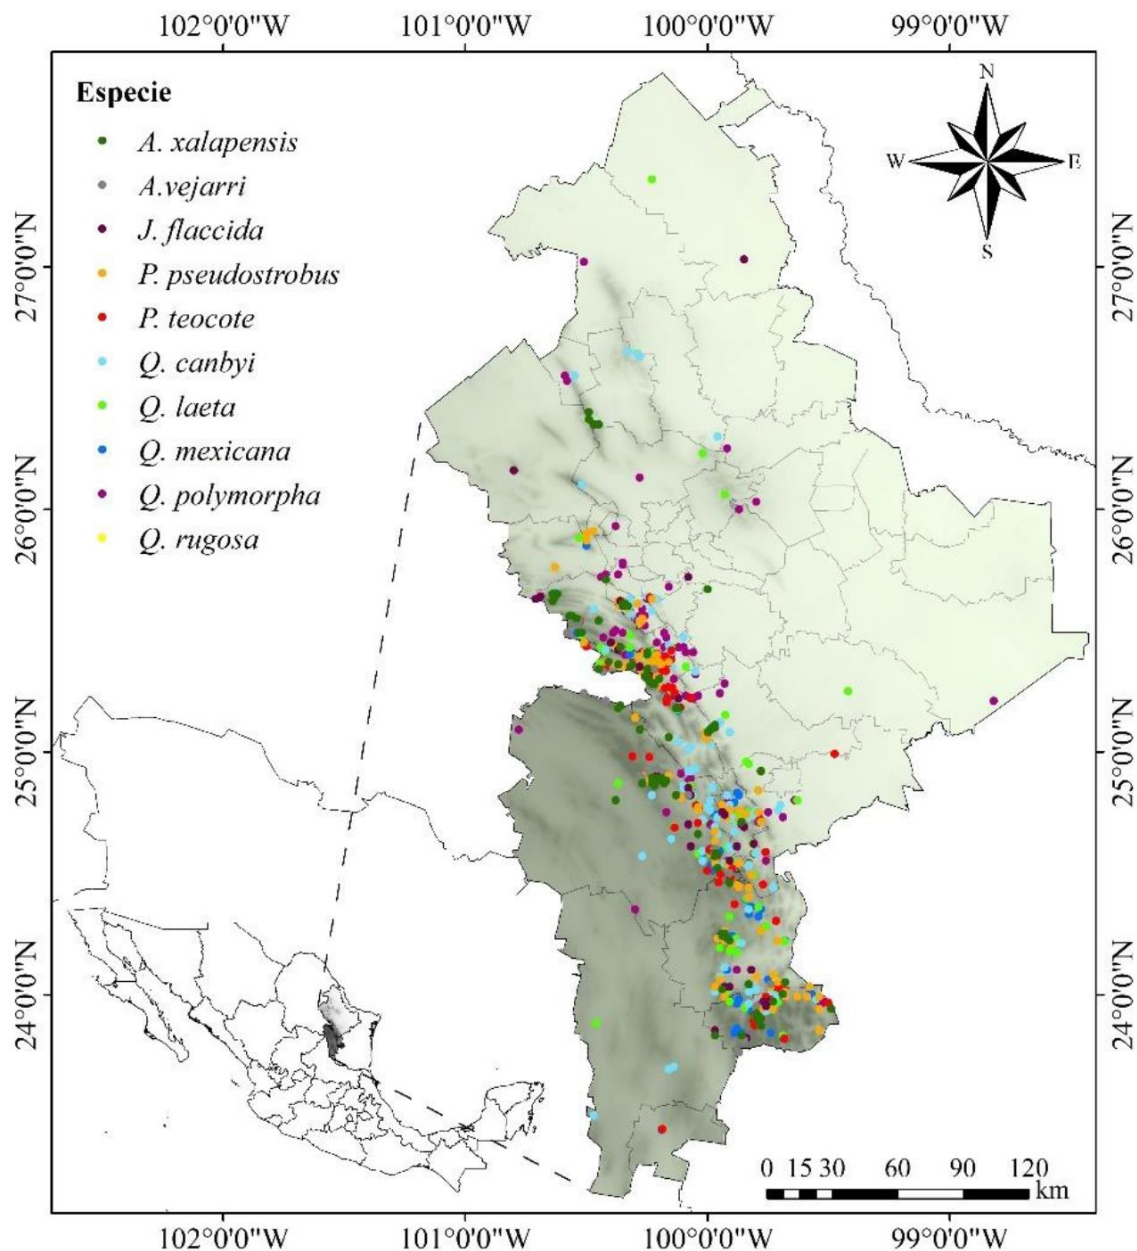 102°0'0"W 101°0'0"W 100°0'0"W 99°0'0"W
Especie
A. xalapensis
A.vejarri
J. flaccida
P. pseudostrobus
P. teocote
Q. canbyi
Q. laeta
Q. mexicana
Q. polymorpha
Q. rugosa
N
W E
S
27°0'0"N 27°0'0"N
26°0'0"N 26°0'0"N
25°0'0"N 25°0'0"N
24°0'0"N 24°0'0"N
0 15 30 60 90 120
km
102°0'0"W 101°0'0"W 100°0'0"W 99°0'0"W